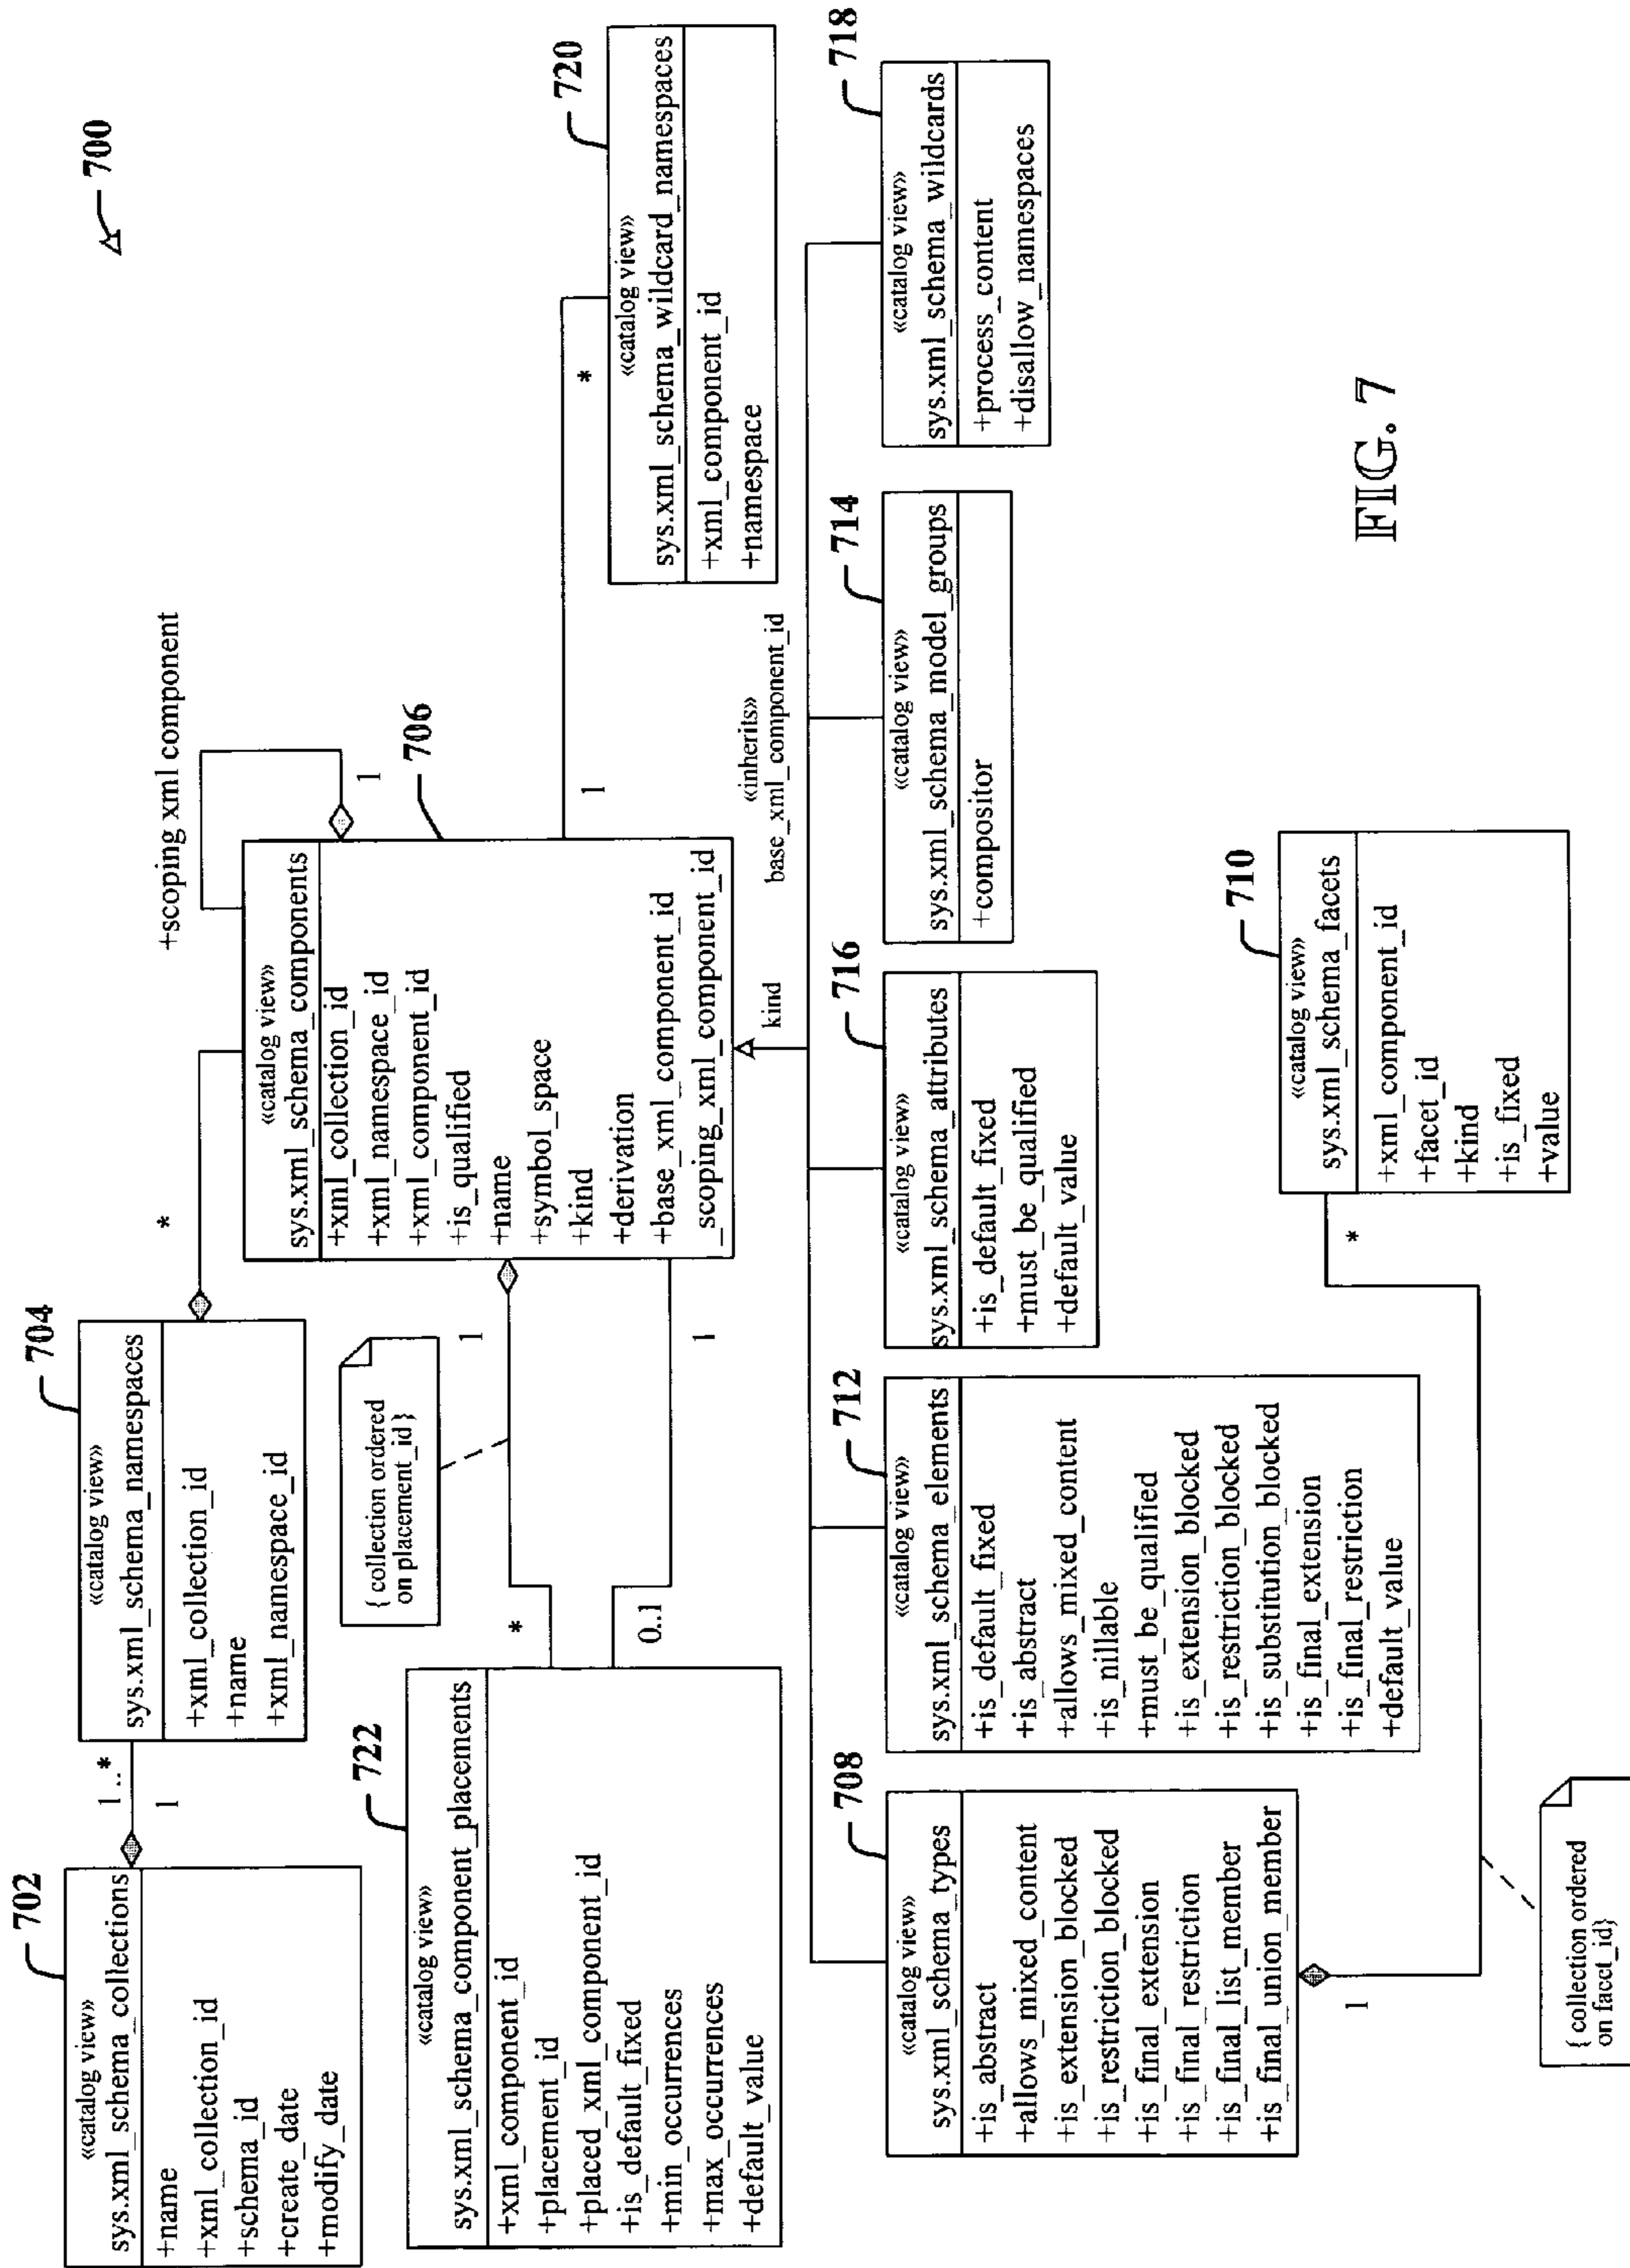 700
702
«catalog view»
sys.xml_schema_collections
+name
+xml_collection_id
+schema_id
+create_date
+modify_date
1..*
1
704
«catalog view»
sys.xml_schema_namespaces
+xml_collection_id
+name
+xml_namespace_id
*
+scoping xml component
1
706
«catalog view»
sys.xml_schema_components
+xml_collection_id
+xml_namespace_id
+xml_component_id
+is_qualified
+name
+symbol_space
+kind
+derivation
+base_xml_component_id
_scoping_xml_component_id
{ collection ordered
on placement_id}
1
*
0..1
1
722
«catalog view»
sys.xml_schema_component_placements
+xml_component_id
+placement_id
+placed_xml_component_id
+is_default_fixed
+min_occurrences
+max_occurrences
+default_value
1
*
720
«catalog view»
sys.xml_schema_wildcard_namespaces
+xml_component_id
+namespace
kind
«inherits»
base_xml_component_id
708
«catalog view»
sys.xml_schema_types
+is_abstract
+allows_mixed_content
+is_extension_blocked
+is_restriction_blocked
+is_final_extension
+is_final_restriction
+is_final_list_member
+is_final_union_member
1
712
«catalog view»
sys.xml_schema_elements
+is_default_fixed
+is_abstract
+allows_mixed_content
+is_nillable
+must_be_qualified
+is_extension_blocked
+is_restriction_blocked
+is_substitution_blocked
+is_final_extension
+is_final_restriction
+default_value
716
«catalog view»
sys.xml_schema_attributes
+is_default_fixed
+must_be_qualified
+default_value
714
«catalog view»
sys.xml_schema_model_groups
+compositor
718
«catalog view»
sys.xml_schema_wildcards
+process_content
+disallow_namespaces
710
«catalog view»
sys.xml_schema_facets
+xml_component_id
+facet_id
+kind
+is_fixed
+value
*
{ collection ordered
on facet_id}
FIG. 7